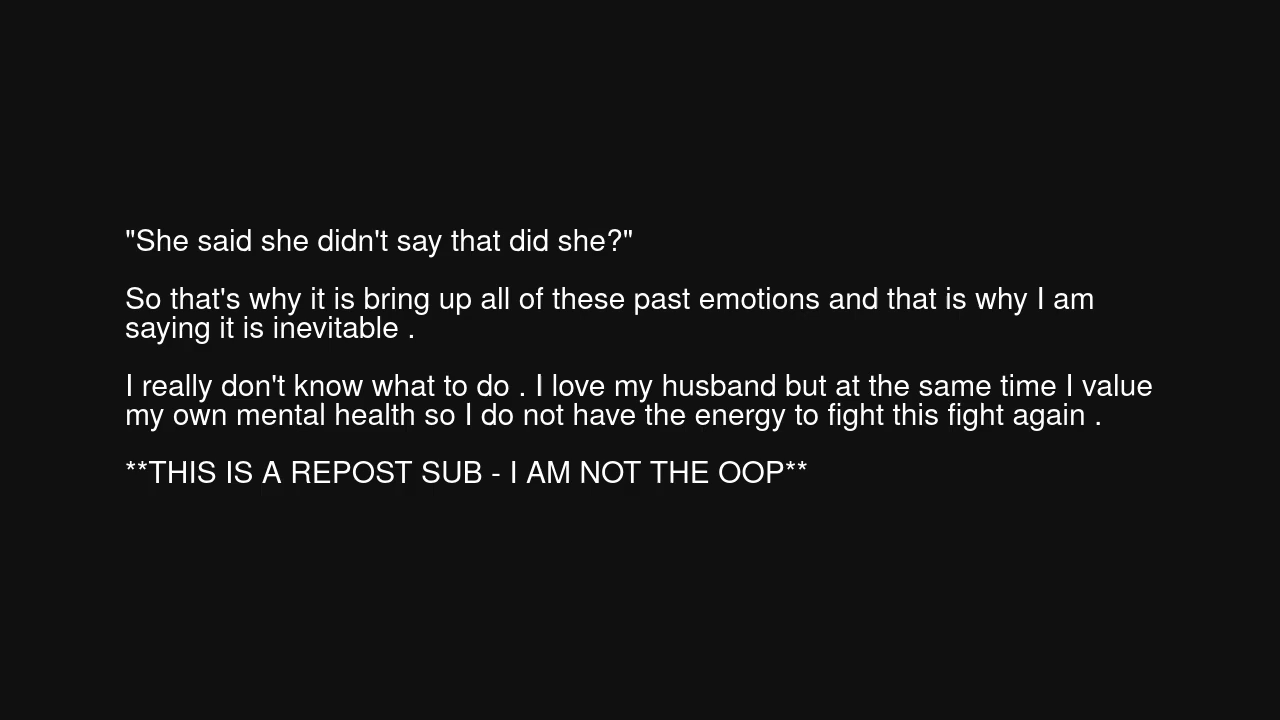 "She said she didn't say that did she?"
So that's why it is bring up all of these past emotions and that is why I am
saying it is inevitable .
I really don't know what to do . I love my husband but at the same time I value
my own mental health so I do not have the energy to fight this fight again .
**THIS IS A REPOST SUB - I AM NOT THE OOP**